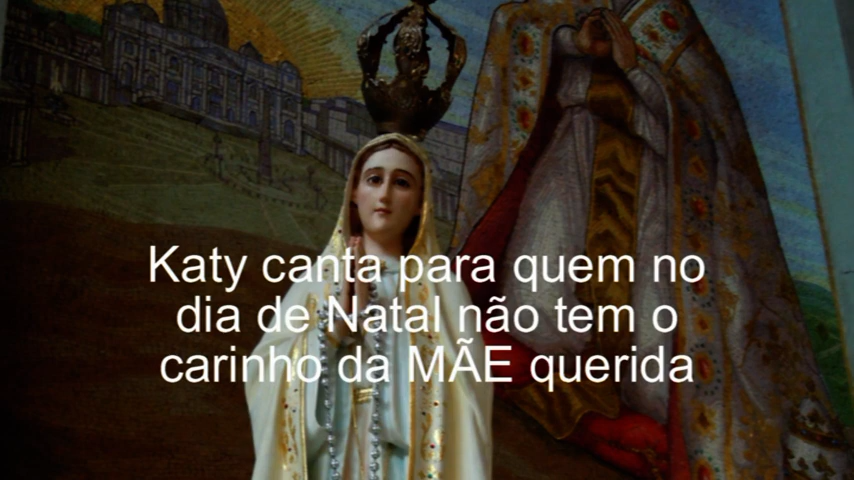 Katy canta para quem no
dia de Natal não tem o
carinho da MÃE querida